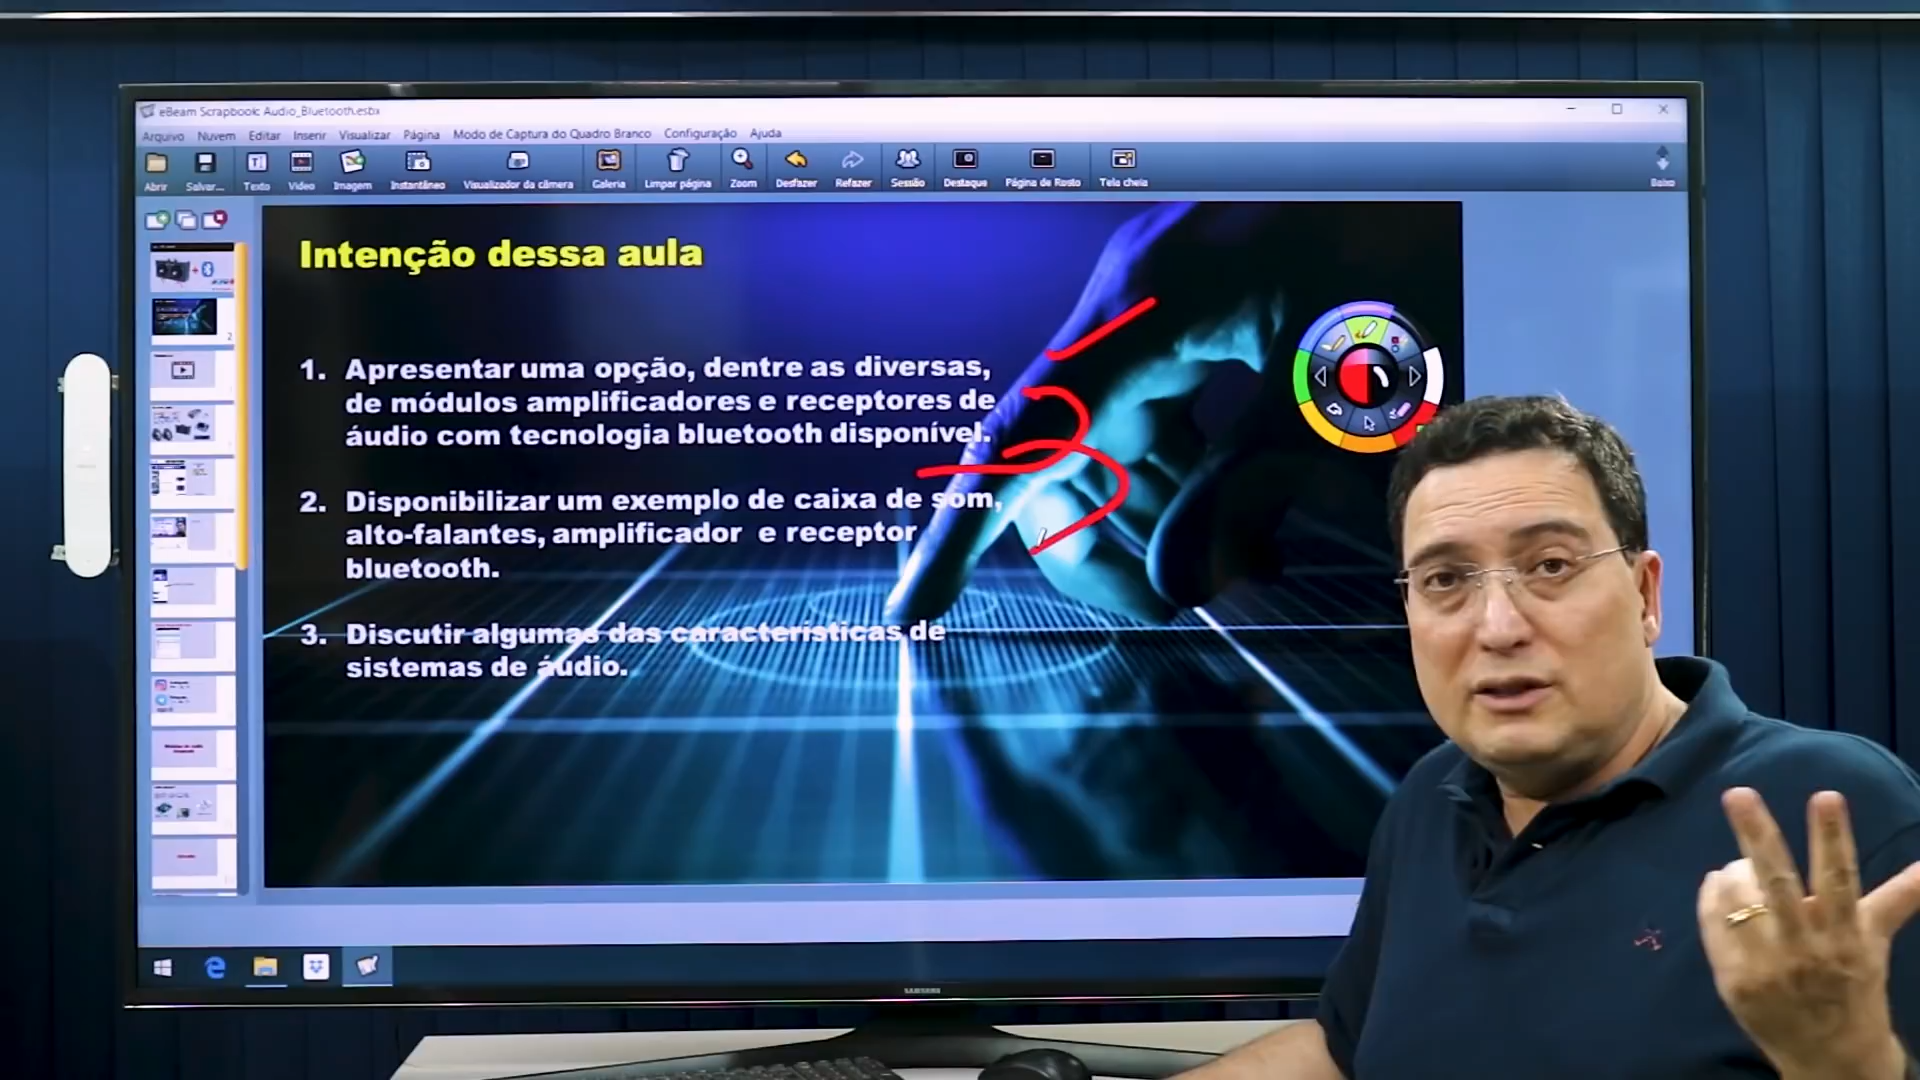 eBeam Scrapbook: Audio_Bluetooth.esbx
Arquivo Nuvem Editar Inserir Visualizar Página Modo de Captura do Quadro Branco Configuração Ajuda
Abrir Salvar... Texto Video Imagem Instantâneo Visualizador da câmera Galeria Limpar página Zoom Desfazer Refazer Sessão Destaque Página de Rosto Tela cheia Baixo
Intenção dessa aula
1. Apresentar uma opção, dentre as diversas,
de módulos amplificadores e receptores de
áudio com tecnologia bluetooth disponível.
2. Disponibilizar um exemplo de caixa de som,
alto-falantes, amplificador e receptor
bluetooth.
3. Discutir algumas das características de
sistemas de áudio.
2
SAMSUNG